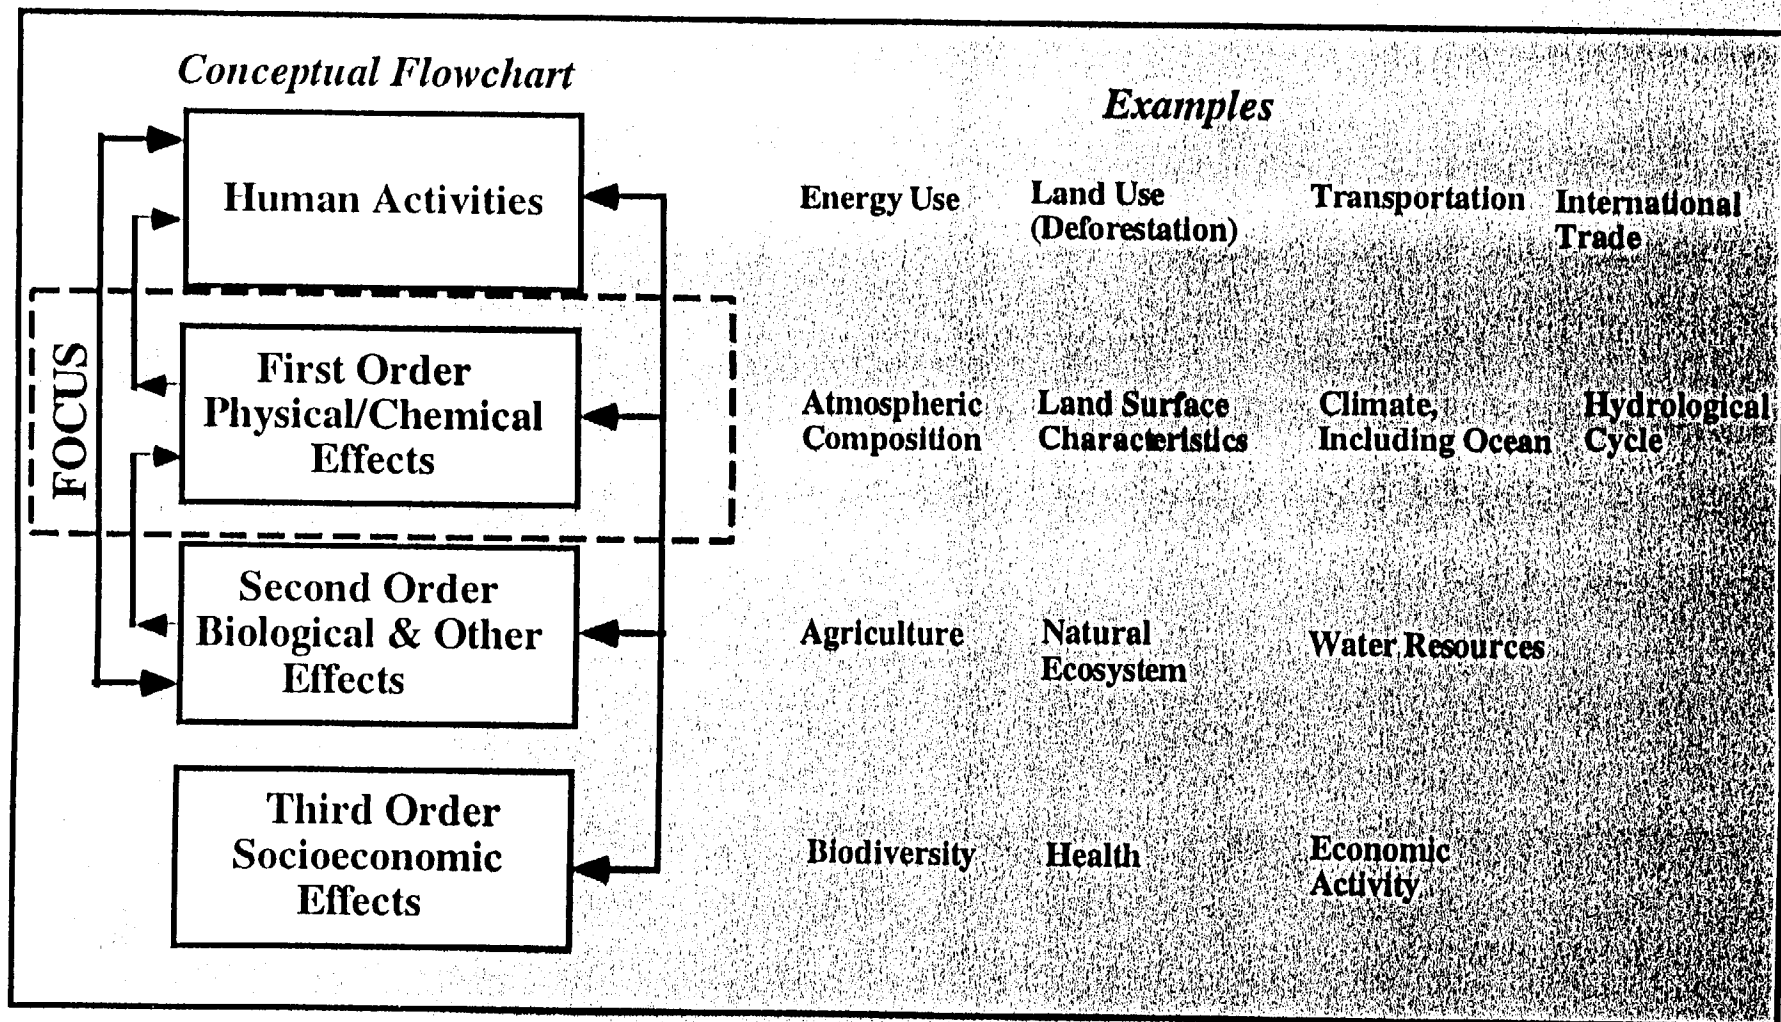 Conceptual Flowchart
Examples
Human Activities
Energy Use
Land Use
(Deforestation)
Transportation
International
Trade
FOCUS
First Order
Physical/Chemical
Effects
Atmospheric
Composition
Land Surface
Characteristics
Climate,
Including Ocean
Hydrological
Cycle
Second Order
Biological & Other
Effects
Agriculture
Natural
Ecosystem
Water Resources
Third Order
Socioeconomic
Effects
Biodiversity
Health
Economic
Activity